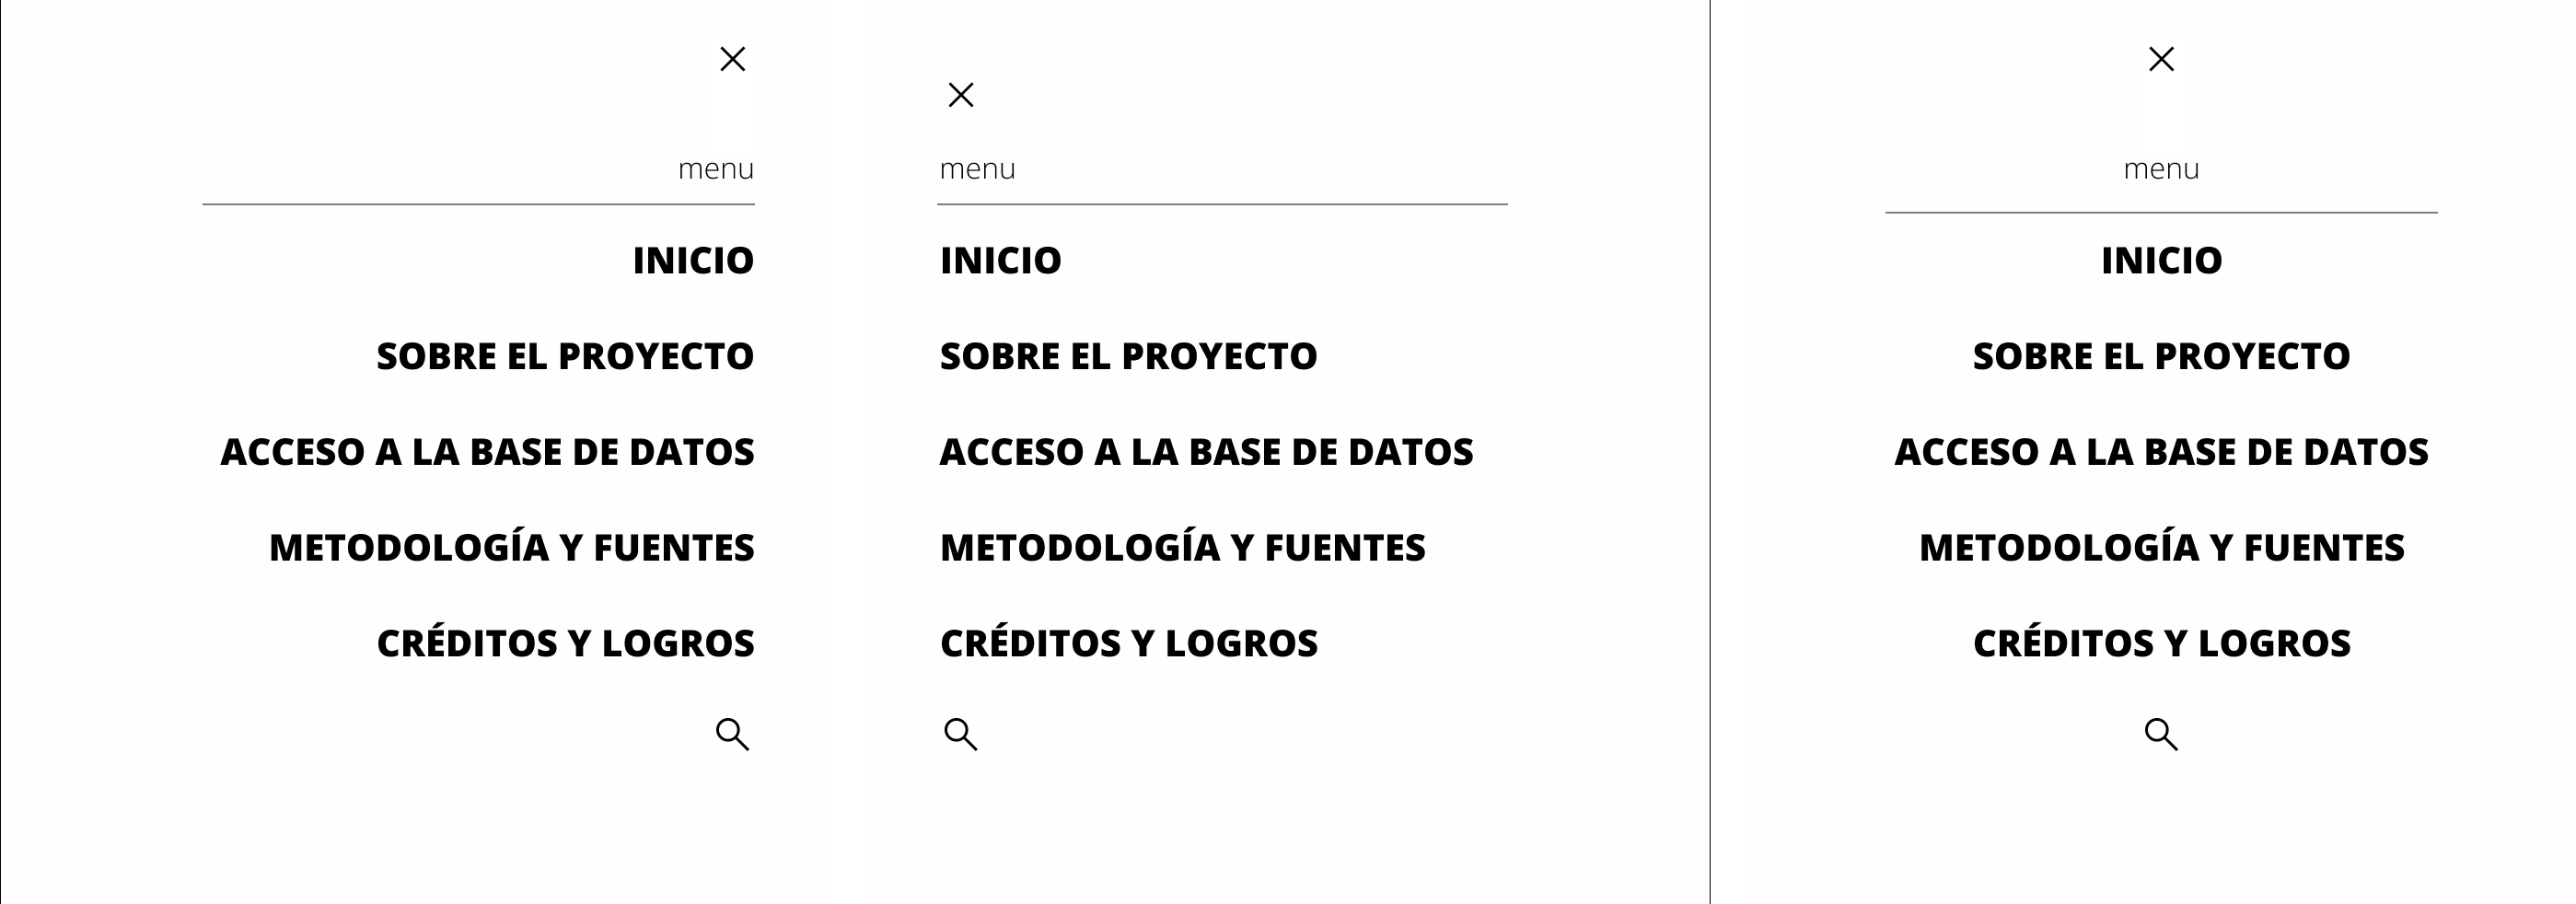 menu
INICIO
SOBRE EL PROYECTO
ACCESO A LA BASE DE DATOS
METODOLOGÍA Y FUENTES
CRÉDITOS Y LOGROS
menu
INICIO
SOBRE EL PROYECTO
ACCESO A LA BASE DE DATOS
METODOLOGÍA Y FUENTES
CRÉDITOS Y LOGROS
menu
INICIO
SOBRE EL PROYECTO
ACCESO A LA BASE DE DATOS
METODOLOGÍA Y FUENTES
CRÉDITOS Y LOGROS